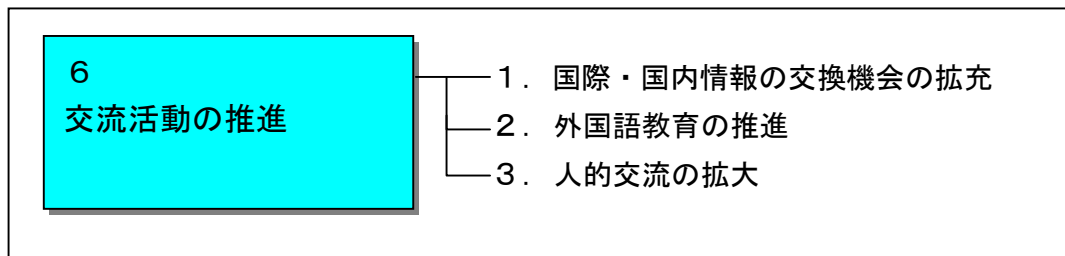 ６
交流活動の推進
１．国際・国内情報の交換機会の拡充
２．外国語教育の推進
３．人的交流の拡大